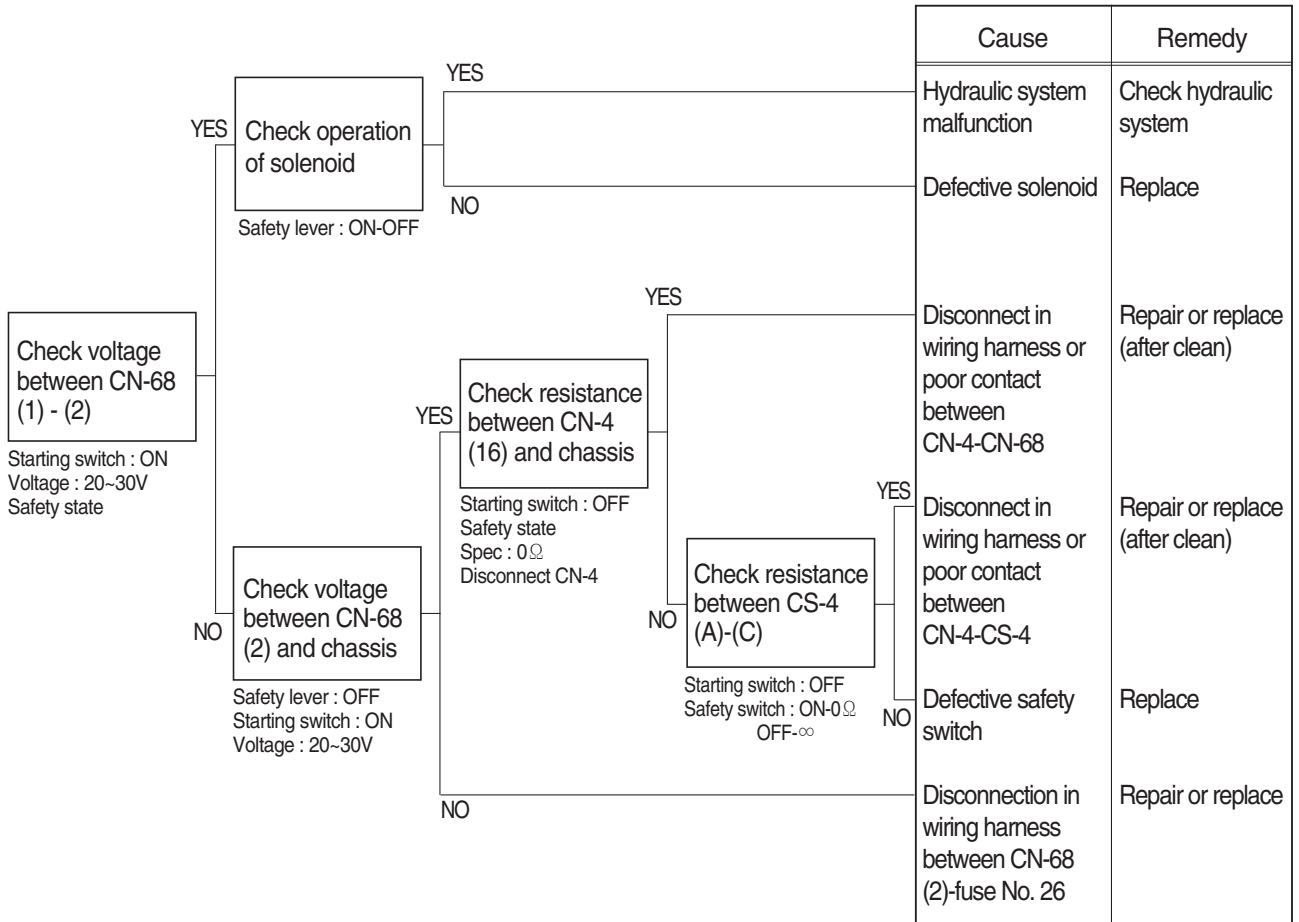 Cause
Remedy
YES
Hydraulic system
malfunction
Check hydraulic
system
YES
Check operation
of solenoid
NO
Defective solenoid
Replace
Safety lever : ON-OFF
YES
Disconnect in
wiring harness or
poor contact
between
CN-4-CN-68
Repair or replace
(after clean)
Check voltage
between CN-68
(1) - (2)
Starting switch : ON
Voltage : 20~30V
Safety state
YES
Check resistance
between CN-4
(16) and chassis
Starting switch : OFF
Safety state
Spec : 0Ω
Disconnect CN-4
YES
Disconnect in
wiring harness or
poor contact
between
CN-4-CS-4
Repair or replace
(after clean)
NO
Check voltage
between CN-68
(2) and chassis
Safety lever : OFF
Starting switch : ON
Voltage : 20~30V
NO
Check resistance
between CS-4
(A)-(C)
Starting switch : OFF
Safety switch : ON-0Ω
OFF-∞
NO
Defective safety
switch
Replace
NO
Disconnection in
wiring harness
between CN-68
(2)-fuse No. 26
Repair or replace